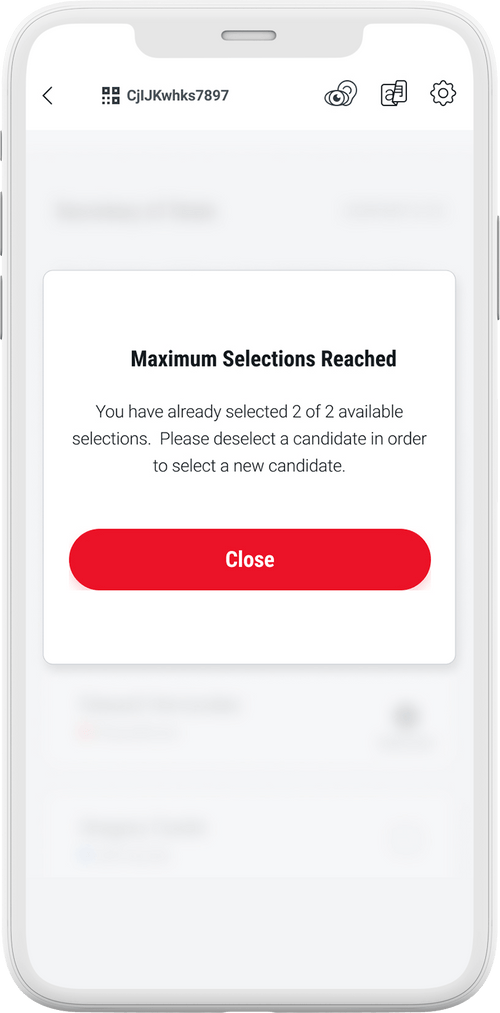 CjIJKwhks7897
Maximum Selections Reached
You have already selected 2 of 2 available
selections. Please deselect a candidate in order
to select a new candidate.
Close